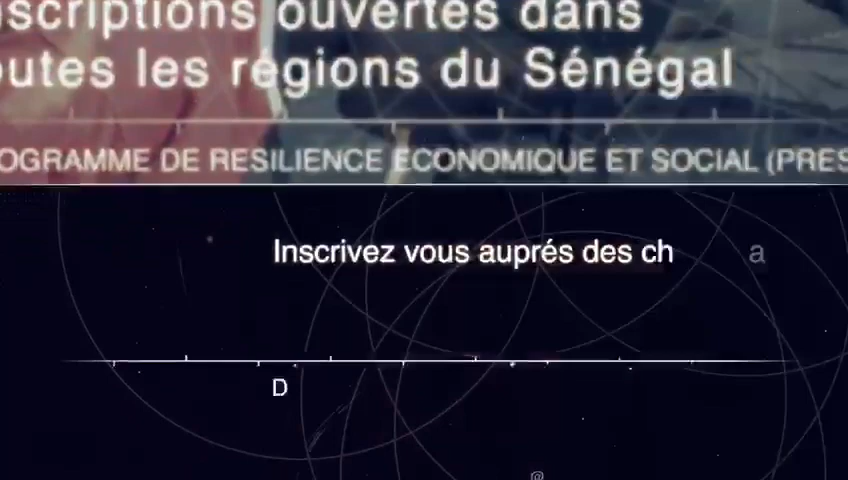 nscriptions ouvertes dans
outes les régions du Sénégal
OGRAMME DE RESILIENCE ECONOMIQUE ET SOCIAL (PRES
Inscrivez vous auprés des ch a
D
@